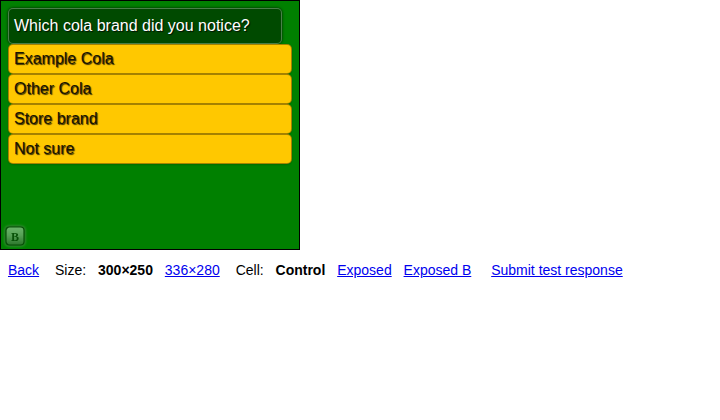 Which cola brand did you notice?
Example Cola
Other Cola
Store brand
Not sure
B
Back Size: 300×250 336×280 Cell: Control Exposed Exposed B Submit test response